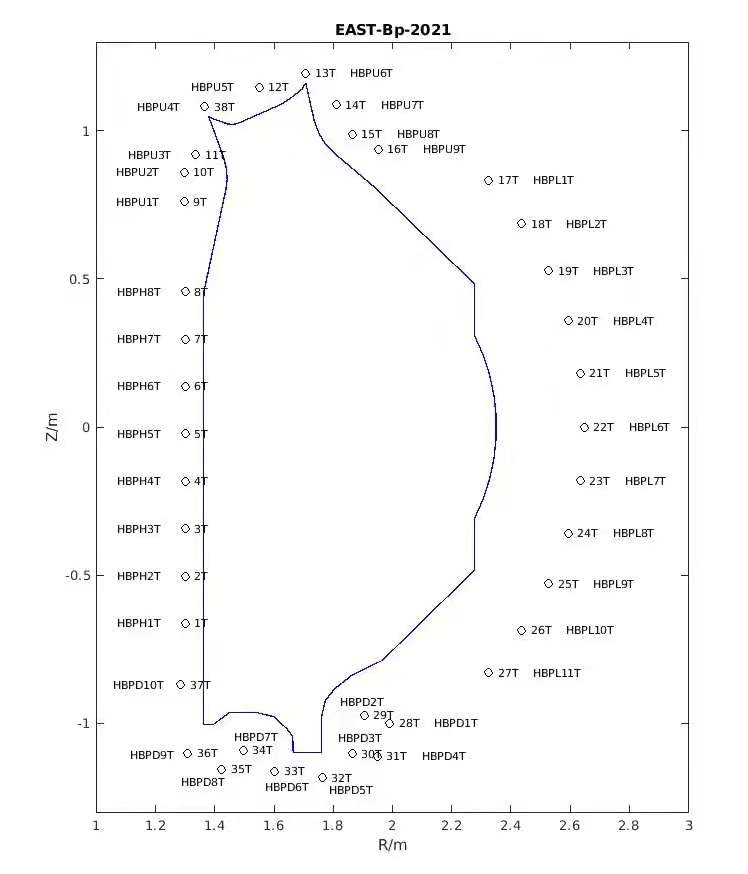 EAST-Bp-2021
13T HBPU6T
HBPU5T 12T
HBPU4T 38T
14T HBPU7T
1
15T HBPU8T
16T HBPU9T
HBPU3T 11T
HBPU2T 10T
17T HBPL1T
HBPU1T 9T
18T HBPL2T
19T HBPL3T
0.5
HBPH8T 8T
20T HBPL4T
HBPH7T 7T
21T HBPL5T
HBPH6T 6T
Z/m
0
22T HBPL6T
HBPH5T 5T
HBPH4T 4T
23T HBPL7T
HBPH3T 3T
24T HBPL8T
-0.5
HBPH2T 2T
25T HBPL9T
HBPH1T 1T
26T HBPL10T
27T HBPL11T
HBPD10T 37T
HBPD2T
29T
-1
28T HBPD1T
HBPD7T
HBPD3T
34T
HBPD9T 36T
30T
31T HBPD4T
35T
33T
HBPD8T
32T
HBPD6T
HBPD5T
1 1.2 1.4 1.6 1.8 2 2.2 2.4 2.6 2.8 3
R/m